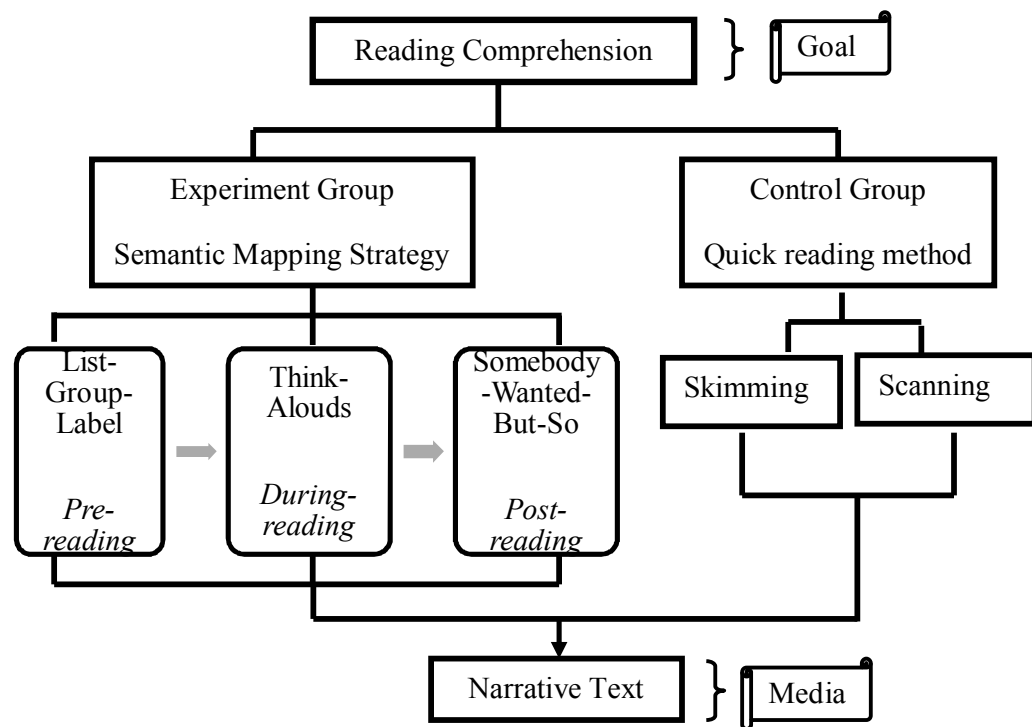 Reading Comprehension
Goal
Experiment Group
Semantic Mapping Strategy
Control Group
Quick reading method
List-
Group-
Label
Pre-
reading
Think-
Alouds
During-
reading
Somebody
-Wanted-
But-So
Post-
reading
Skimming
Scanning
Narrative Text
Media